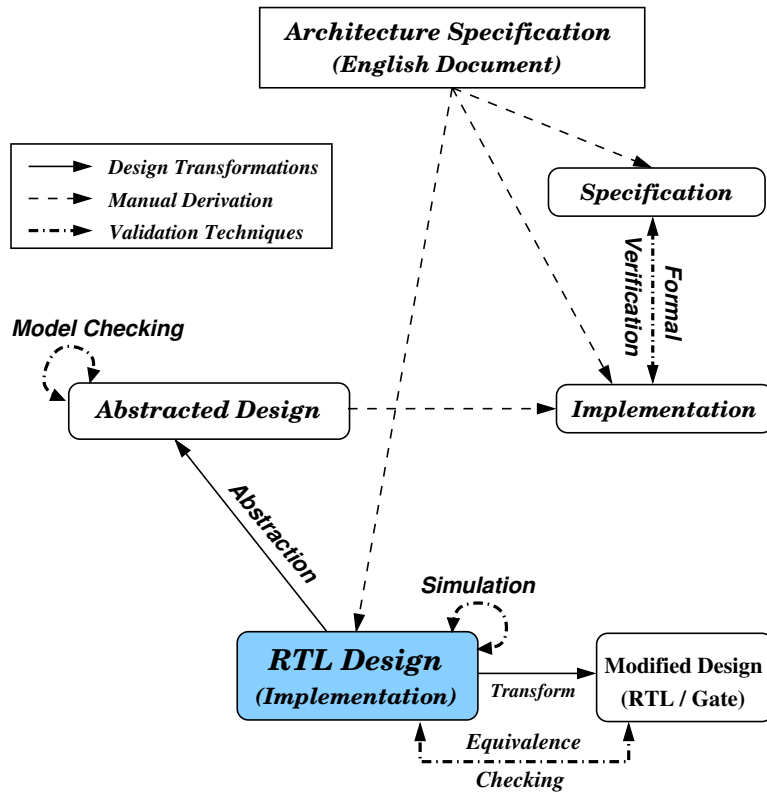 Architecture Specification
(English Document)
Design Transformations
Manual Derivation
Validation Techniques
Specification
Formal
Verification
Model Checking
Abstracted Design
Implementation
Abstraction
Simulation
RTL Design
(Implementation)
Transform
Modified Design
(RTL / Gate)
Equivalence
Checking